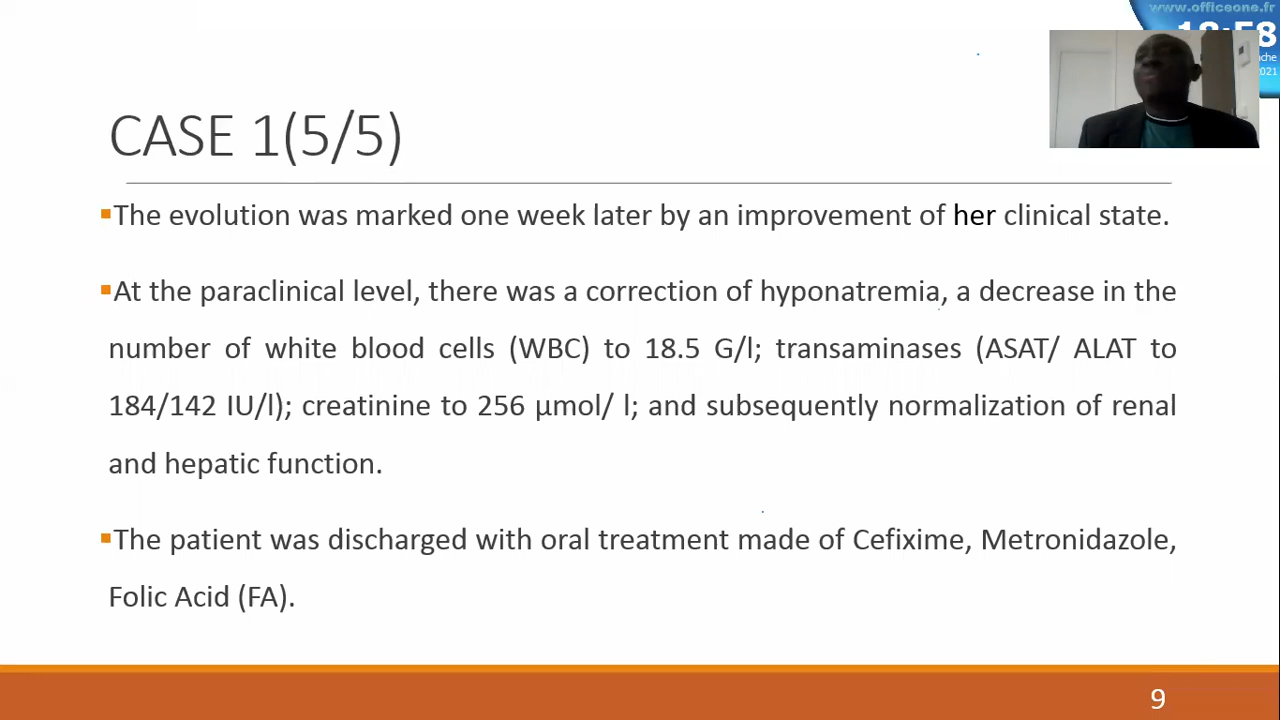 www.officeone.fr
18:58
che
021
CASE 1(5/5)
▪The evolution was marked one week later by an improvement of her clinical state.
▪At the paraclinical level, there was a correction of hyponatremia, a decrease in the
number of white blood cells (WBC) to 18.5 G/l; transaminases (ASAT/ ALAT to
184/142 IU/l); creatinine to 256 µmol/ l; and subsequently normalization of renal
and hepatic function.
▪The patient was discharged with oral treatment made of Cefixime, Metronidazole,
Folic Acid (FA).
9